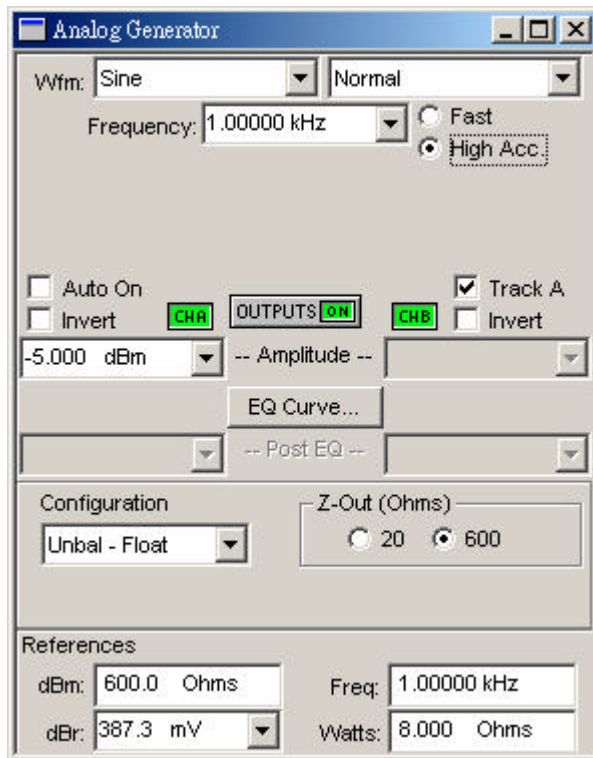 Analog Generator
Wfm: Sine Normal
Frequency: 1.00000 kHz Fast
High Acc.
Auto On Track A
Invert CHA OUTPUTS ON CHB Invert
-5.000 dBm -- Amplitude --
EQ Curve...
-- Post EQ --
Configuration Z-Out (Ohms)
Unbal - Float 20 600
References
dBm: 600.0 Ohms Freq: 1.00000 kHz
dBr: 387.3 mV Watts: 8.000 Ohms